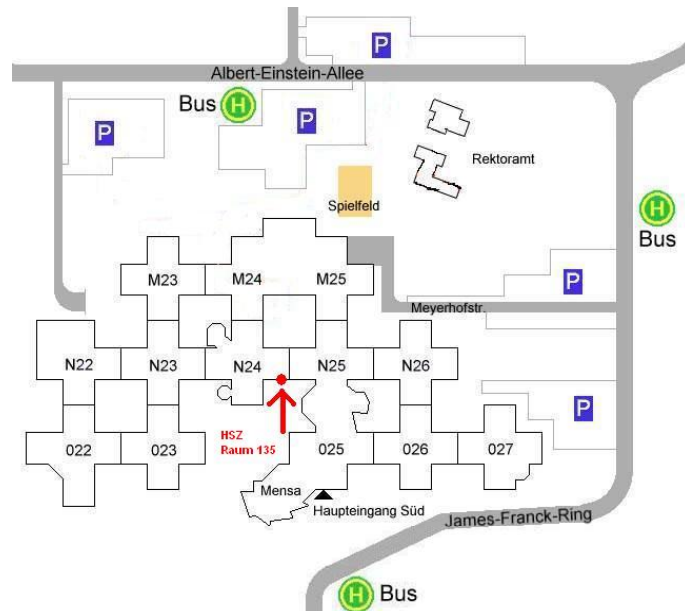 P
Albert-Einstein-Allee
Bus H
P
P
Rektoramt
Spielfeld
H
Bus
M23
M24
M25
P
Meyerhofstr.
N22
N23
N24
N25
N26
P
HSZ
Raum 135
022
023
025
026
027
Mensa
Haupteingang Süd
James-Franck-Ring
H Bus